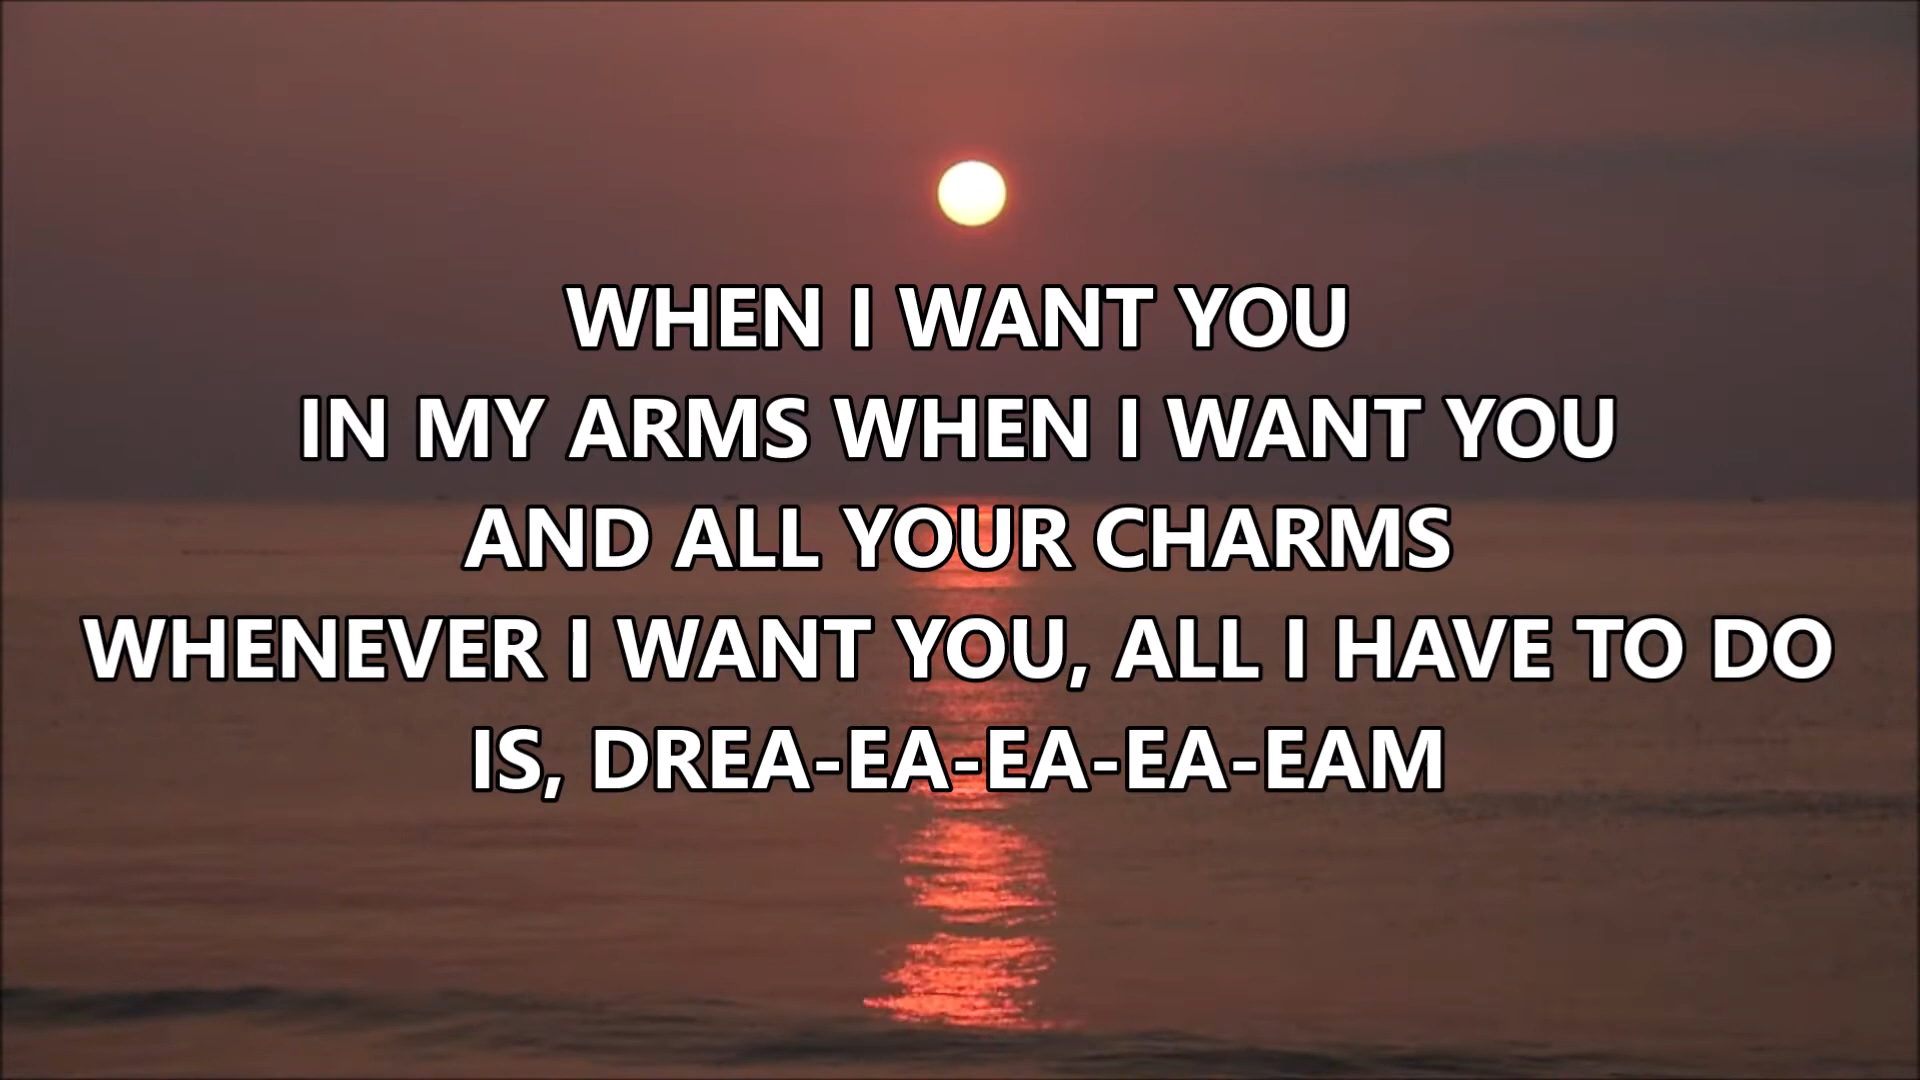 WHEN I WANT YOU
IN MY ARMS WHEN I WANT YOU
AND ALL YOUR CHARMS
WHENEVER I WANT YOU, ALL I HAVE TO DO
IS, DREA-EA-EA-EA-EAM